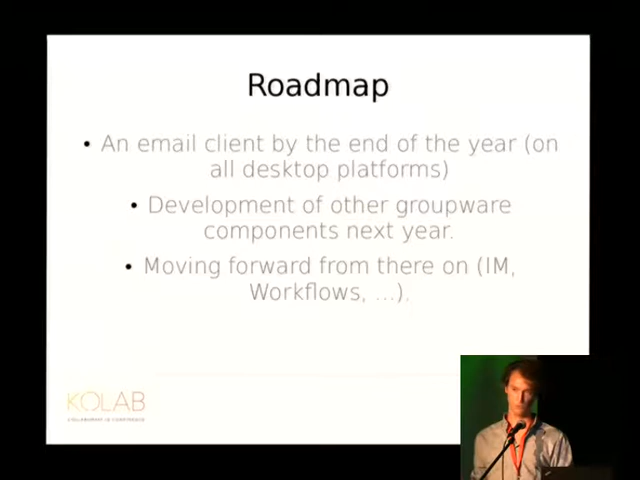 Roadmap
• An email client by the end of the year (on
all desktop platforms)
• Development of other groupware
components next year.
• Moving forward from there on (IM,
Workflows, ...).
KOLAB